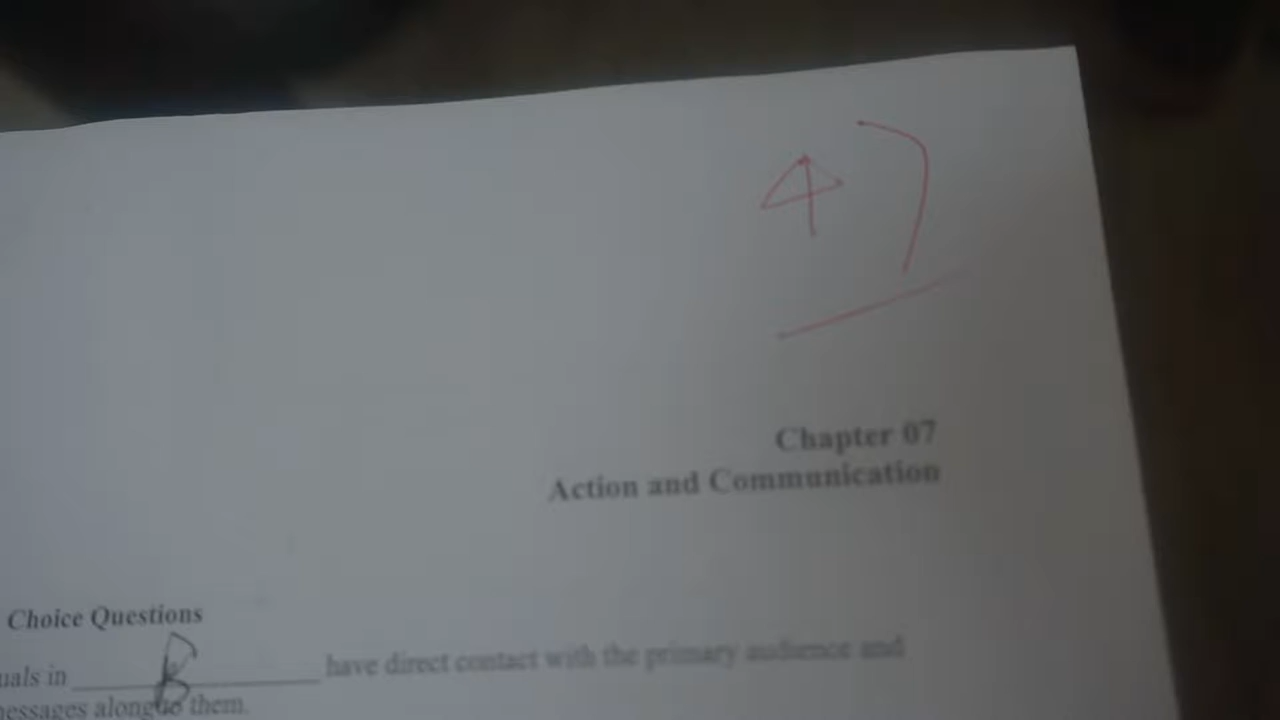 47
Chapter 07
Action and Communication
Choice Questions
uals in B have direct contact with the primary audience and
essages along to them.